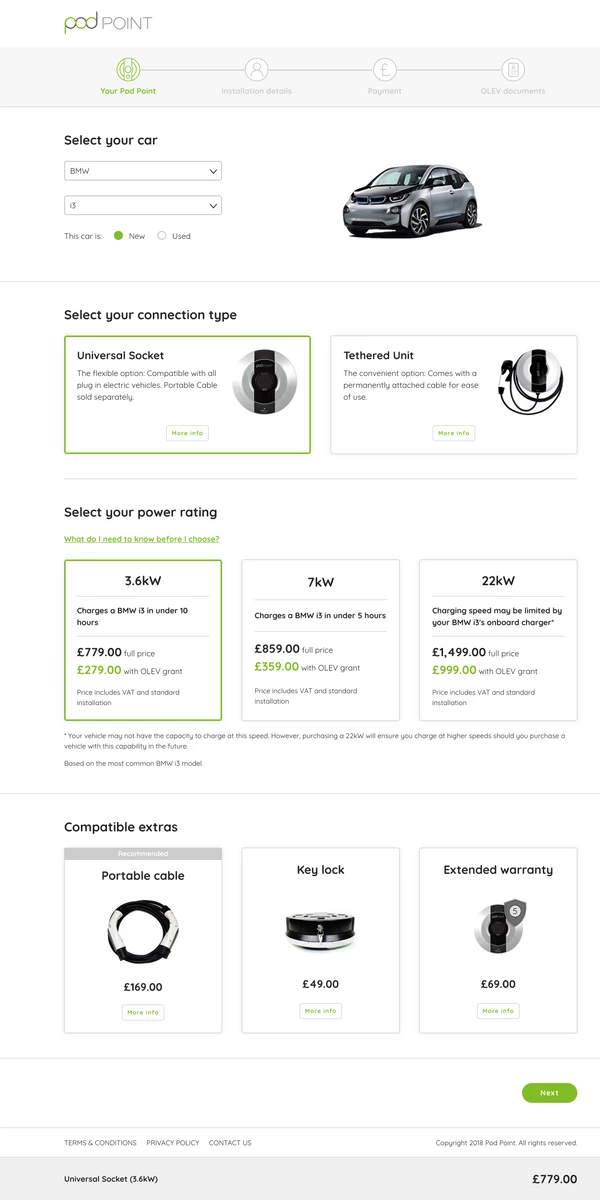 pod POINT
Your Pod Point
Installation details
Payment
OLEV documents
Select your car
BMW
i3
This car is: New Used
Select your connection type
Universal Socket
The flexible option: Compatible with all
plug in electric vehicles. Portable Cable
sold separately.
More info
Tethered Unit
The convenient option: Comes with a
permanently attached cable for ease
of use.
More info
Select your power rating
What do I need to know before I choose?
3.6kW
Charges a BMW i3 in under 10
hours
£779.00 full price
£279.00 with OLEV grant
Price includes VAT and standard
installation
7kW
Charges a BMW i3 in under 5 hours
£859.00 full price
£359.00 with OLEV grant
Price includes VAT and standard
installation
22kW
Charging speed may be limited by
your BMW i3's onboard charger*
£1,499.00 full price
£999.00 with OLEV grant
Price includes VAT and standard
installation
* Your vehicle may not have the capacity to charge at this speed. However, purchasing a 22kW will ensure you charge at higher speeds should you purchase a
vehicle with this capability in the future.
Based on the most common BMW i3 model.
Compatible extras
Recommended
Portable cable
£169.00
More info
Key lock
£49.00
More info
Extended warranty
5
£69.00
More info
Next
TERMS & CONDITIONS PRIVACY POLICY CONTACT US
Copyright 2018 Pod Point. All rights reserved.
Universal Socket (3.6kW)
£779.00